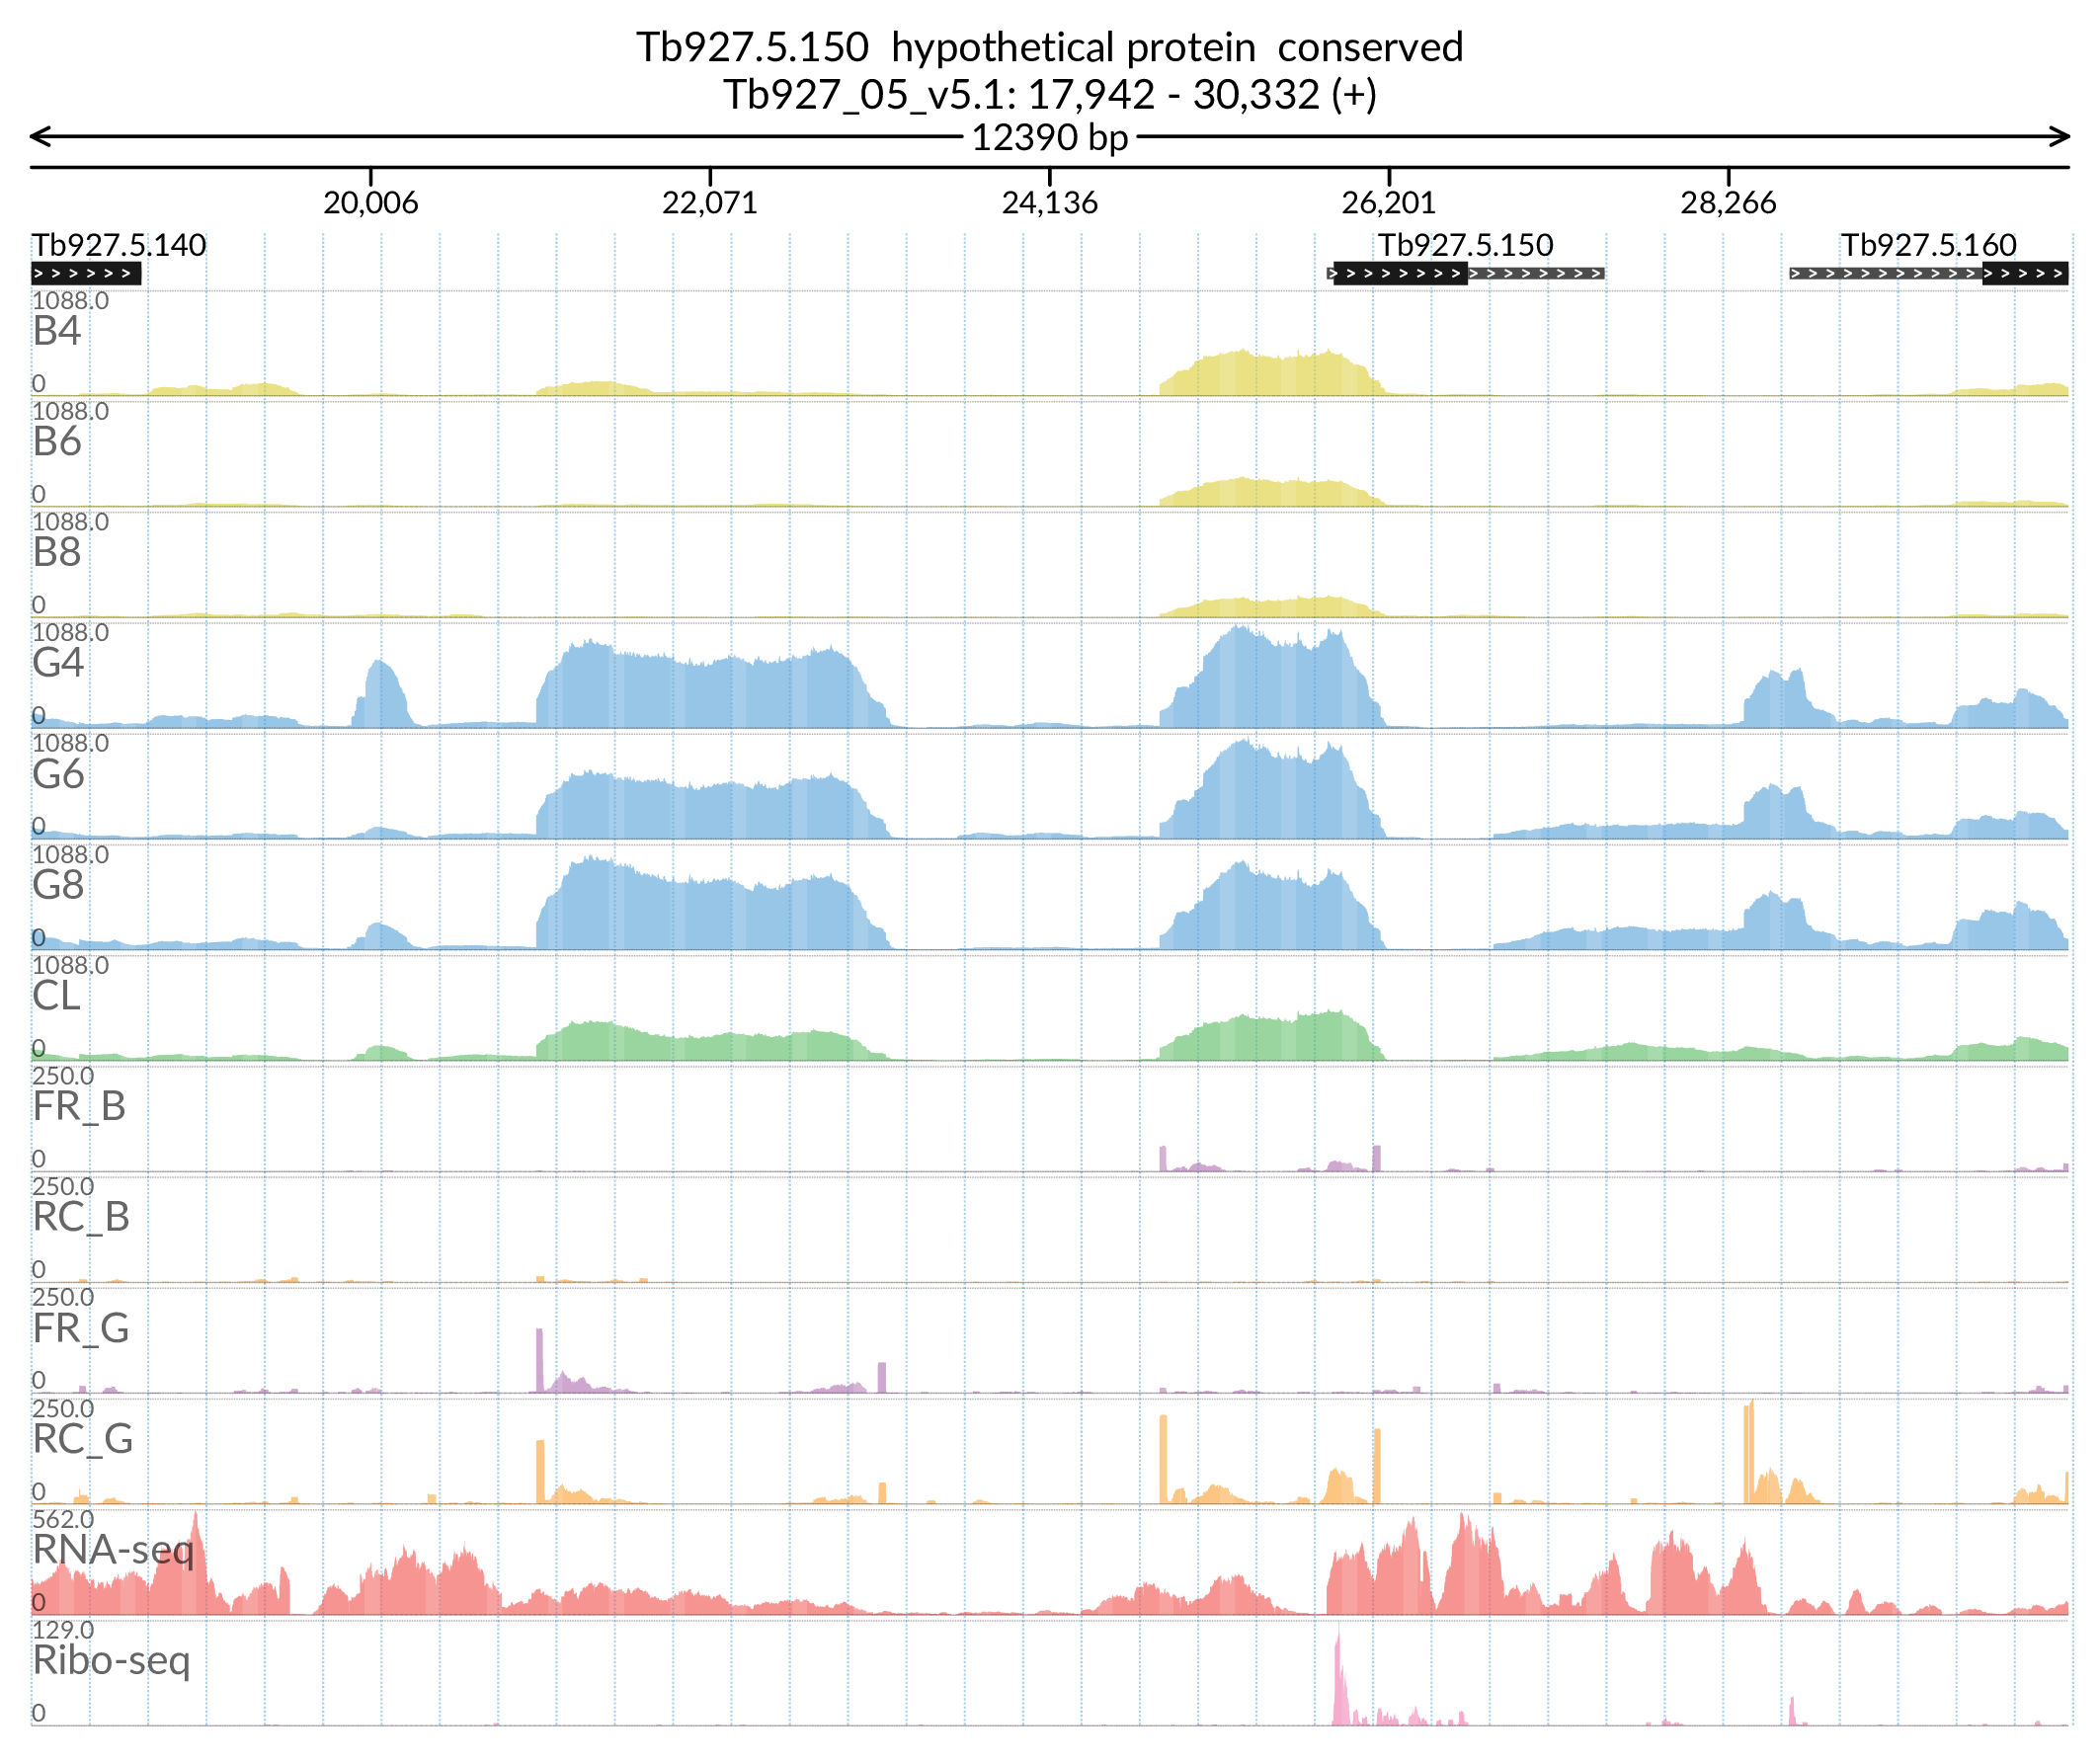 Tb927.5.150  hypothetical protein  conserved
Tb927_05_v5.1: 17,942 - 30,332 (+)
12390 bp
20,006 22,071 24,136 26,201 28,266
Tb927.5.140 Tb927.5.150 Tb927.5.160
1088.0
B4
0
1088.0
B6
0
1088.0
B8
0
1088.0
G4
0
1088.0
G6
0
1088.0
G8
0
1088.0
CL
0
250.0
FR_B
0
250.0
RC_B
0
250.0
FR_G
0
250.0
RC_G
0
562.0
RNA-seq
0
129.0
Ribo-seq
0